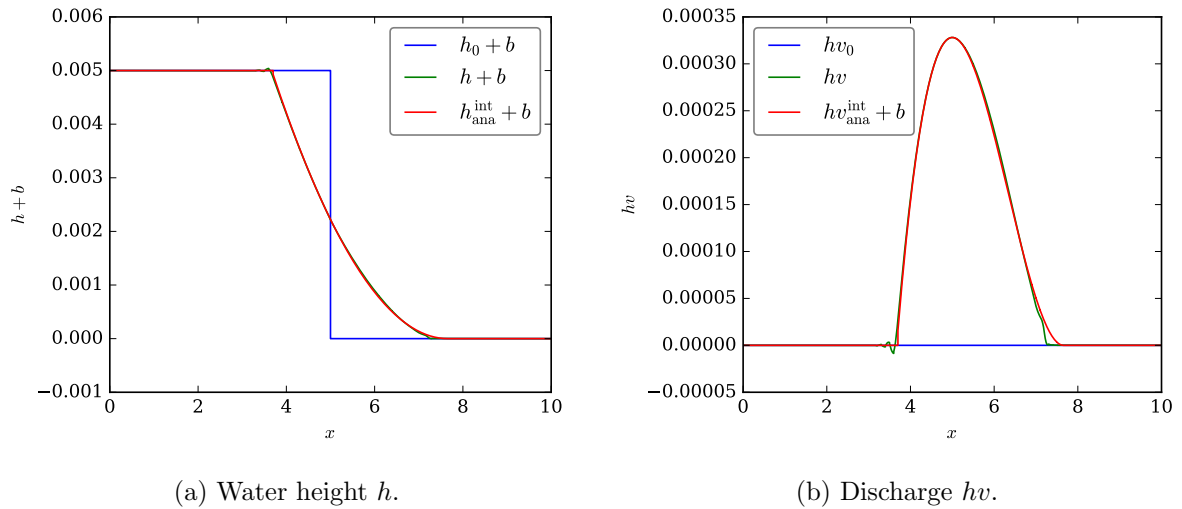 0.006
0.005
0.004
0.003
0.002
0.001
0.000
−0.001
0 2 4 6 8 10
x
h + b
h₀ + b
h + b
hᵢₙₜ ana + b
0.00035
0.00030
0.00025
0.00020
0.00015
0.00010
0.00005
0.00000
−0.00005
0 2 4 6 8 10
x
hv
hv₀
hv
hv^int_ana + b
(a) Water height h.
(b) Discharge hv.